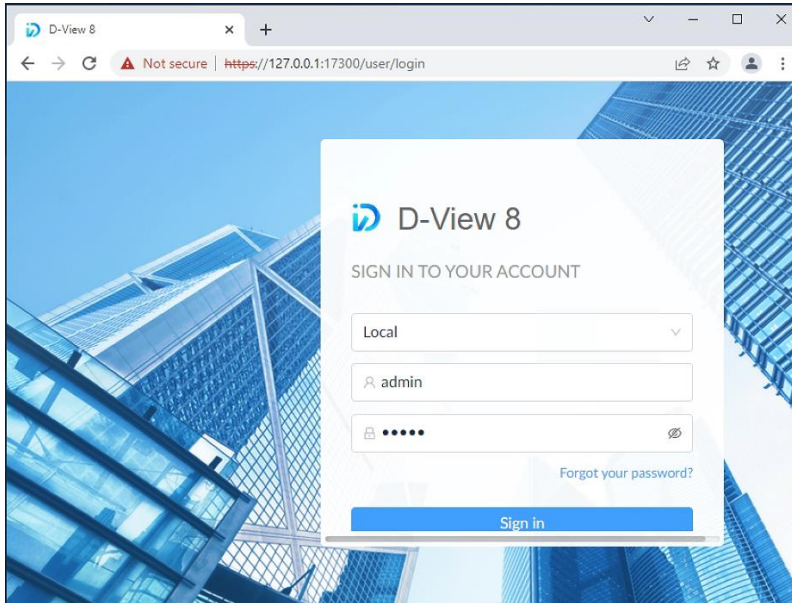 D-View 8
Not secure | https://127.0.0.1:17300/user/login
D-View 8
SIGN IN TO YOUR ACCOUNT
Local
admin
•••••
Forgot your password?
Sign in